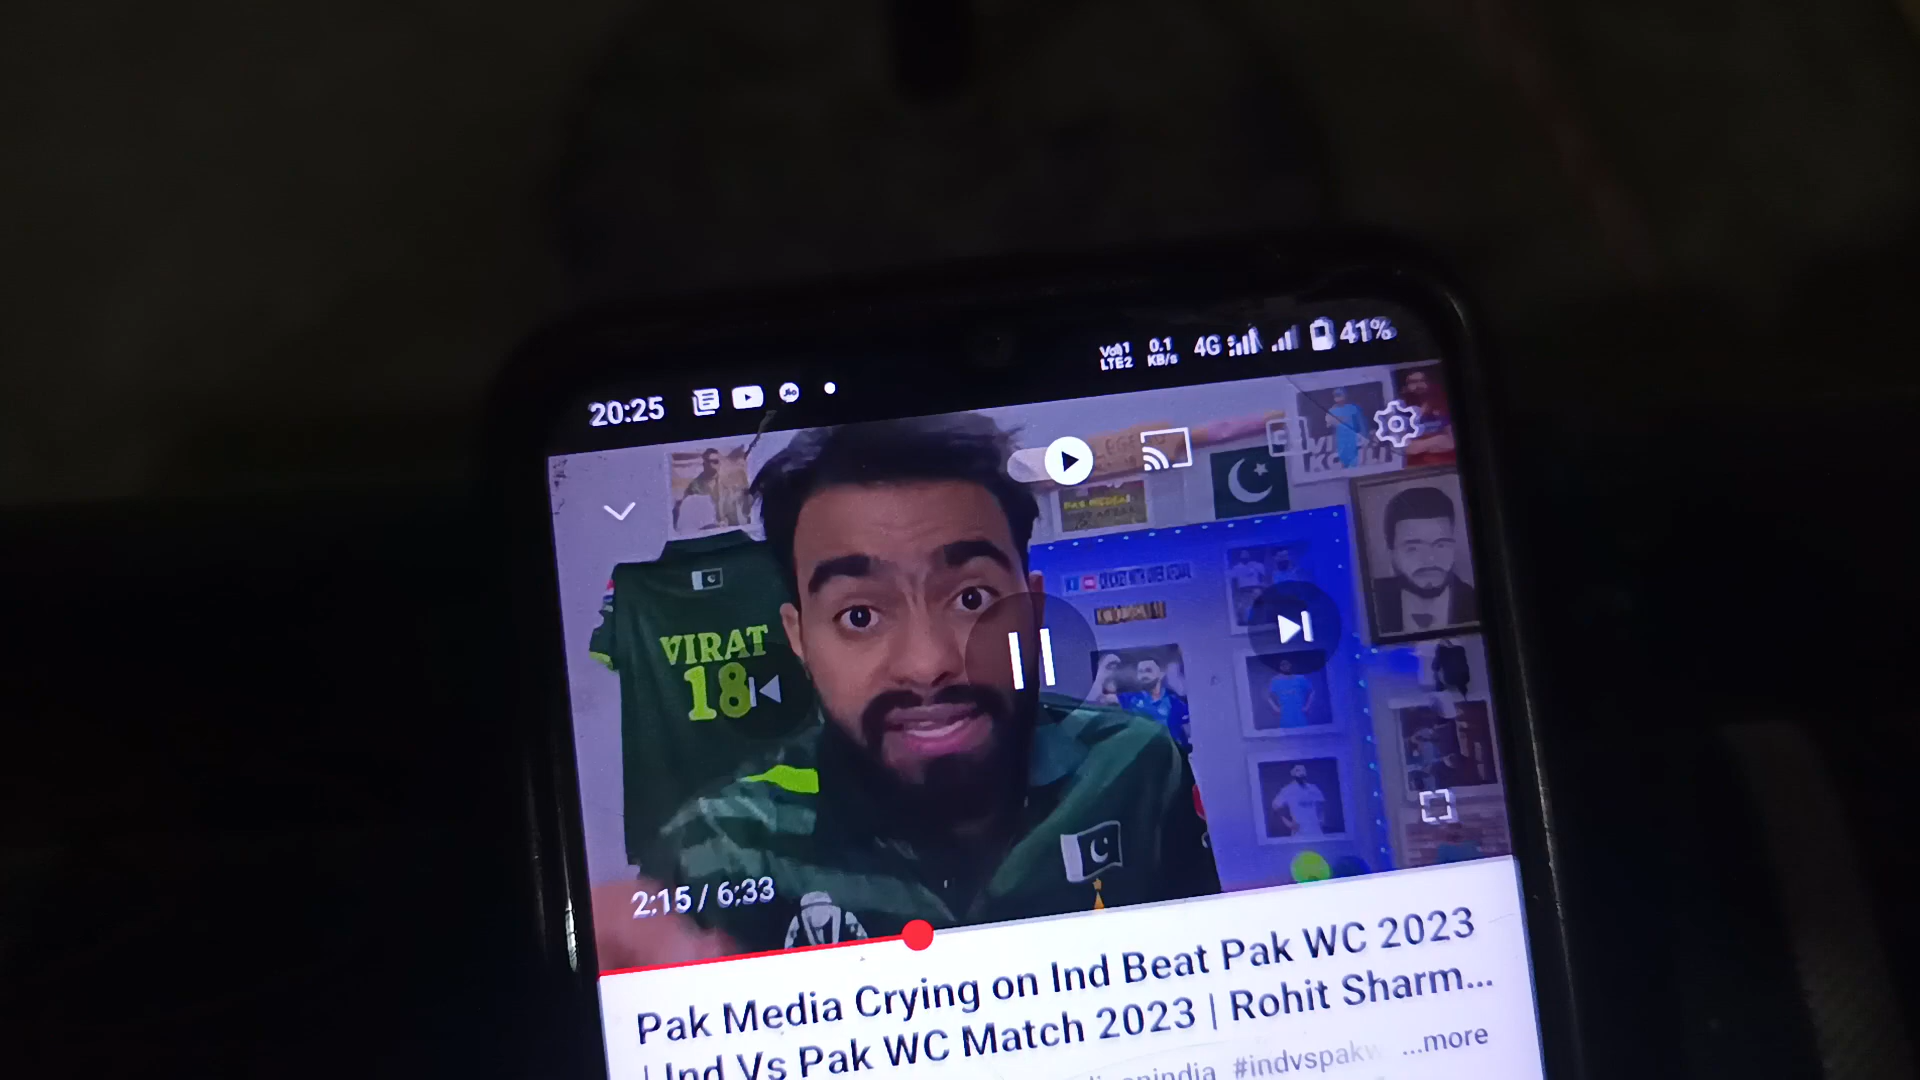 20:25
Vo) 1
LTE2
0.1
KB/s
4G
41%
VIRAT
18
2:15 / 6:33
Pak Media Crying on Ind Beat Pak WC 2023
| Ind Vs Pak WC Match 2023 | Rohit Sharm...
#indvspakw
...more